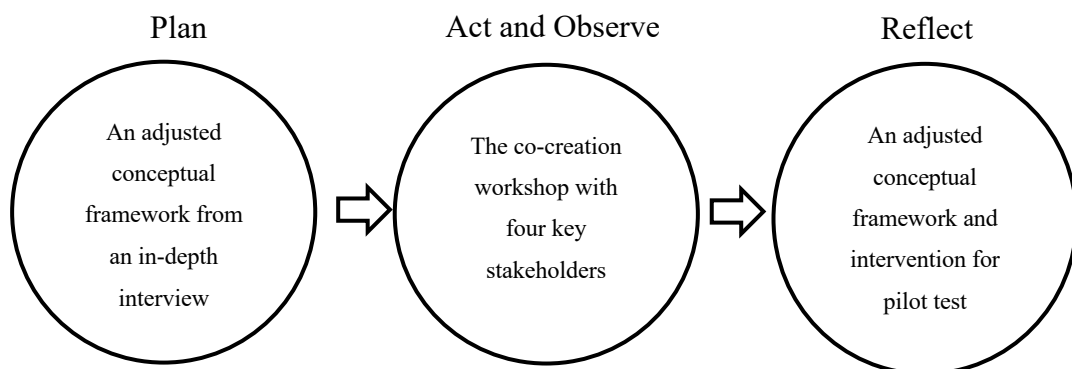 Plan
An adjusted
conceptual
framework from
an in-depth
interview
Act and Observe
The co-creation
workshop with
four key
stakeholders
Reflect
An adjusted
conceptual
framework and
intervention for
pilot test